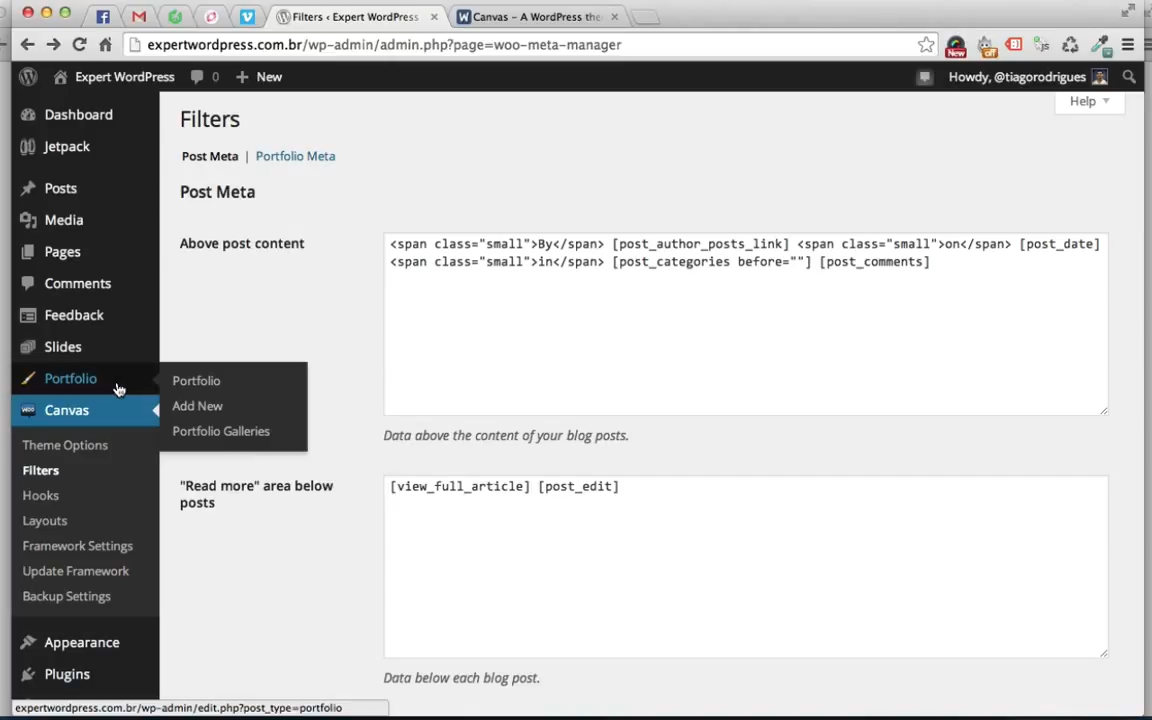 Filters ‹ Expert WordPress
Canvas – A WordPress the
expertwordpress.com.br/wp-admin/admin.php?page=woo-meta-manager
New
off
js
Expert WordPress
0
New
Howdy, @tiagorodrigues
Dashboard
Jetpack
Posts
Media
Pages
Comments
Feedback
Slides
Portfolio
Canvas
Theme Options
Filters
Hooks
Layouts
Framework Settings
Update Framework
Backup Settings
Appearance
Plugins
Portfolio
Add New
Portfolio Galleries
Help
Filters
Post Meta | Portfolio Meta
Post Meta
Above post content
<span class="small">By</span> [post_author_posts_link] <span class="small">on</span> [post_date]
<span class="small">in</span> [post_categories before=""] [post_comments]
Data above the content of your blog posts.
"Read more" area below
posts
[view_full_article] [post_edit]
Data below each blog post.
expertwordpress.com.br/wp-admin/edit.php?post_type=portfolio